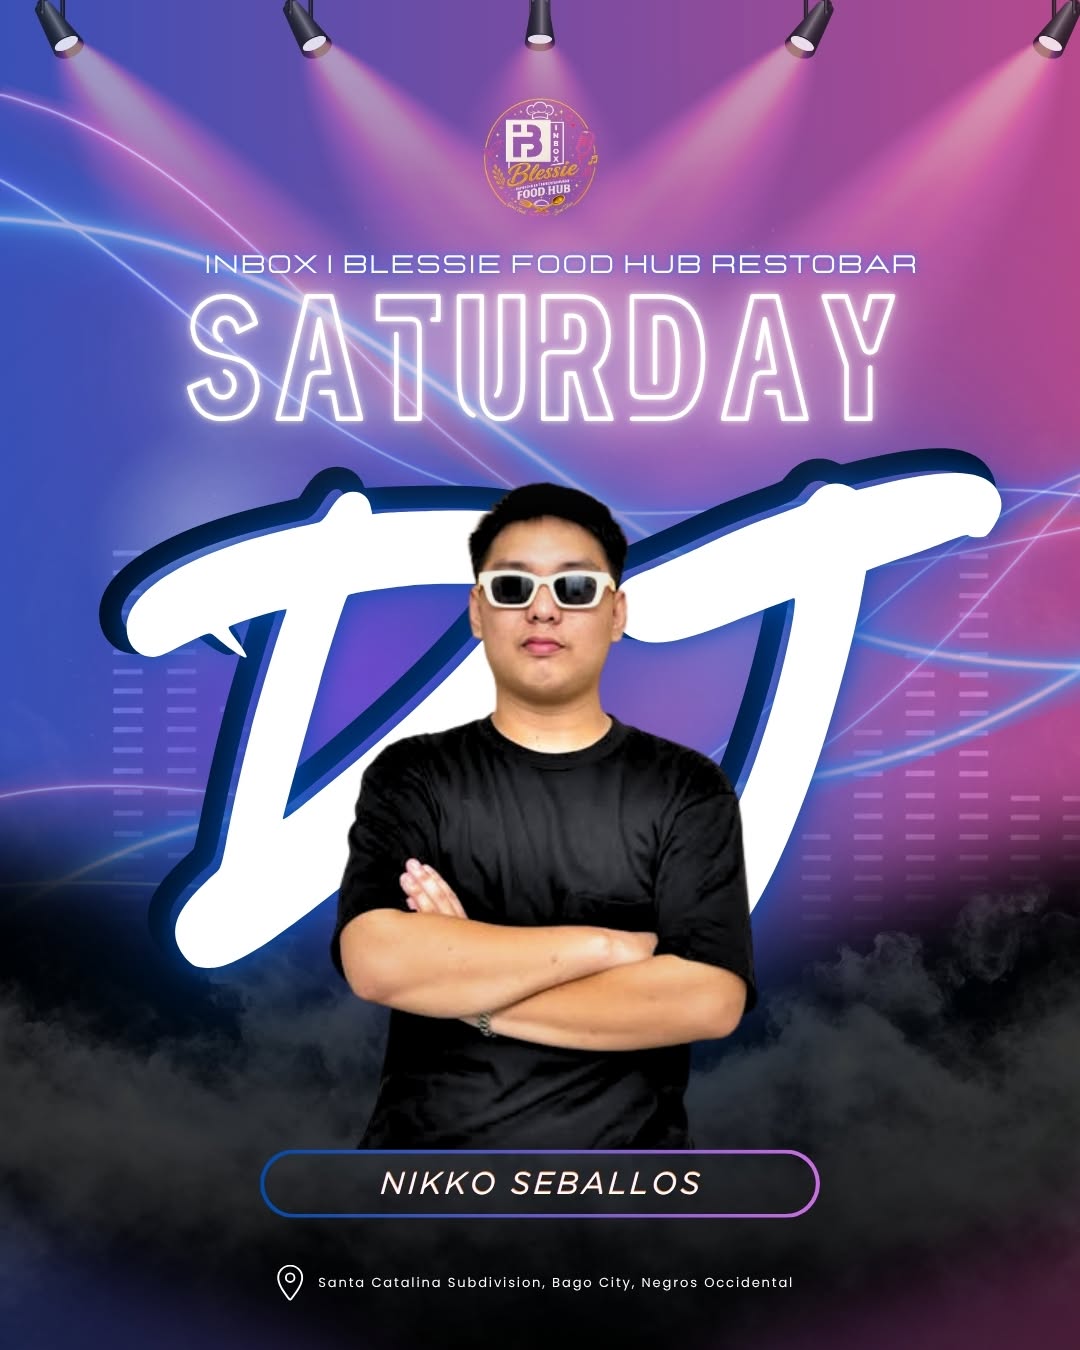 B
INBOX
Blessie
FOOD HUB
INBOX | BLESSIE FOOD HUB RESTOBAR
SATURDAY
DJ
NIKKO SEBALLOS
Santa Catalina Subdivision, Bago City, Negros Occidental